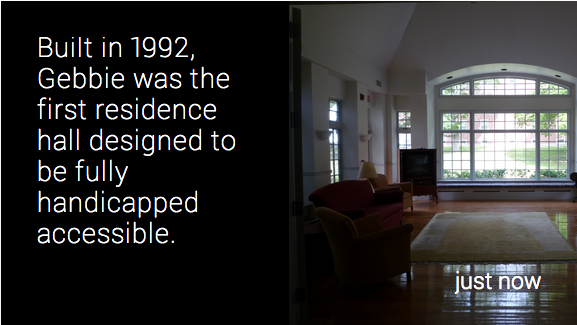 Built in 1992,
Gebbie was the
first residence
hall designed to
be fully
handicapped
accessible.
just now